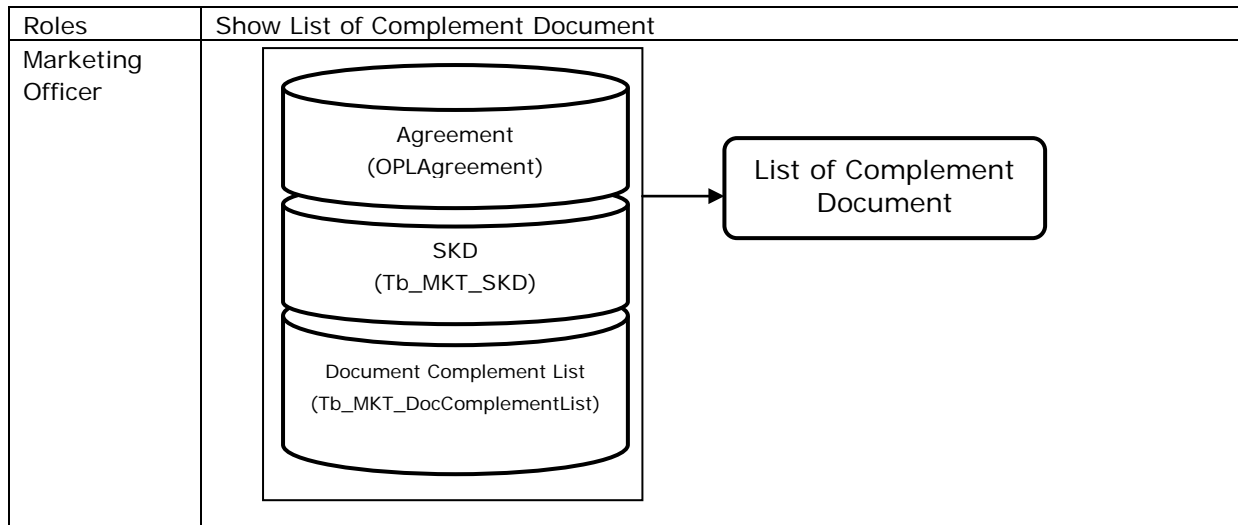 Roles
Show List of Complement Document
Marketing
Officer
Agreement
(OPLAgreement)
SKD
(Tb_MKT_SKD)
Document Complement List
(Tb_MKT_DocComplementList)
List of Complement
Document